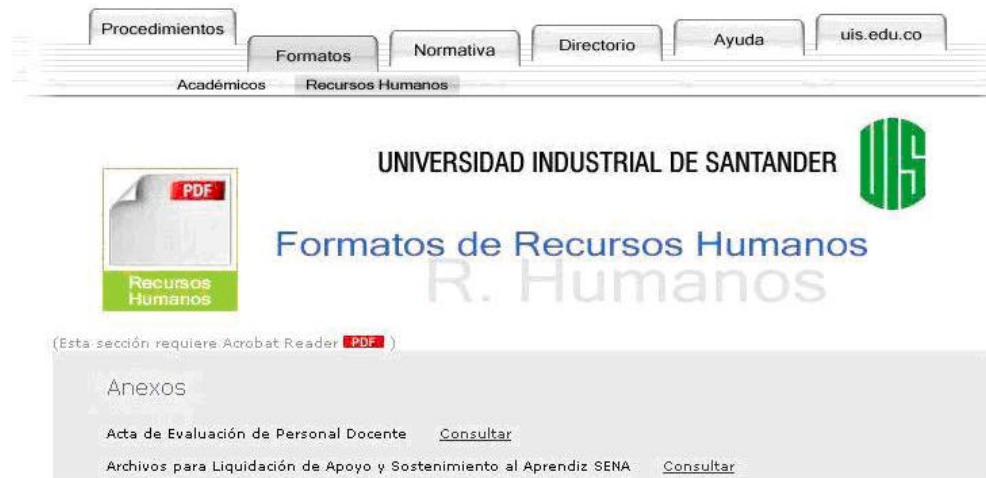 Procedimientos
Formatos Normativa Directorio Ayuda uis.edu.co
Académicos Recursos Humanos
UNIVERSIDAD INDUSTRIAL DE SANTANDER UIS
PDF
Recursos
Humanos
Formatos de Recursos Humanos
R. Humanos
(Esta sección requiere Acrobat Reader PDF )
Anexos
Acta de Evaluación de Personal Docente Consultar
Archivos para Liquidación de Apoyo y Sostenimiento al Aprendiz SENA Consultar